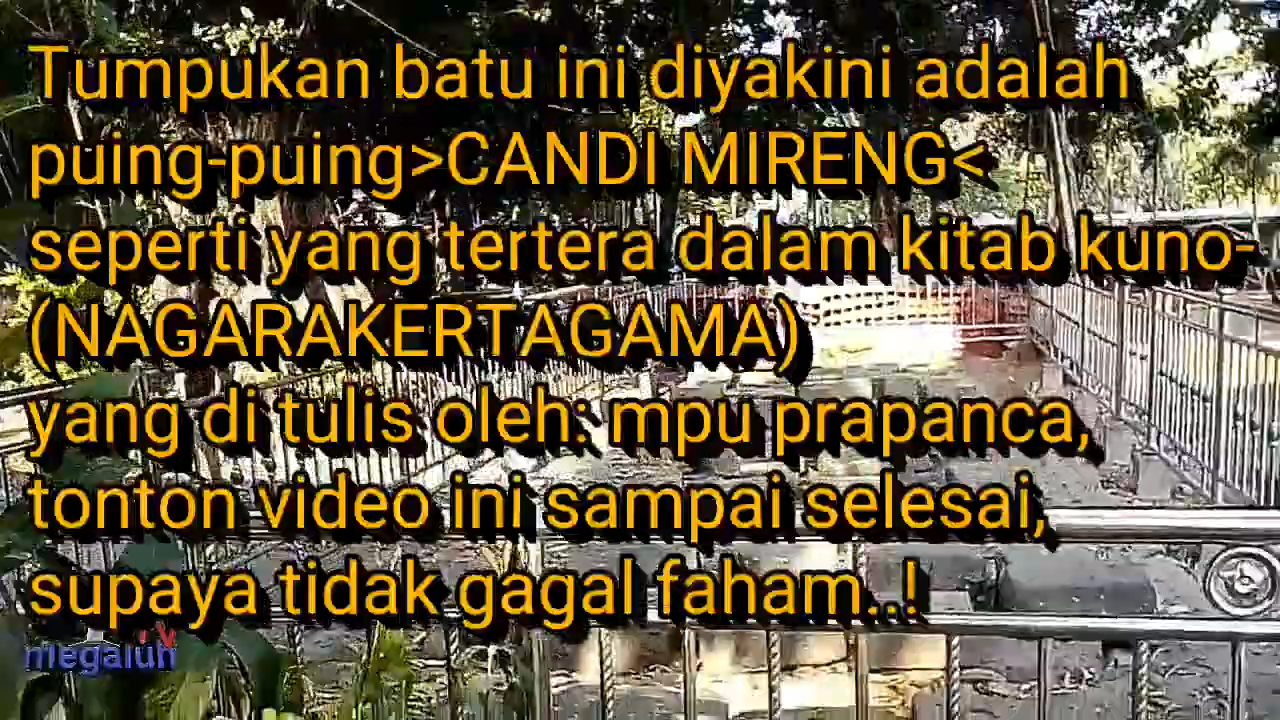 Tumpukan batu ini diyakini adalah
puing-puing>CANDI MIRENG<
seperti yang tertera dalam kitab kuno-
(NAGARAKERTAGAMA)
yang di tulis oleh: mpu prapanca,
tonton video ini sampai selesai,
supaya tidak gagal faham..!
TV
megaluh